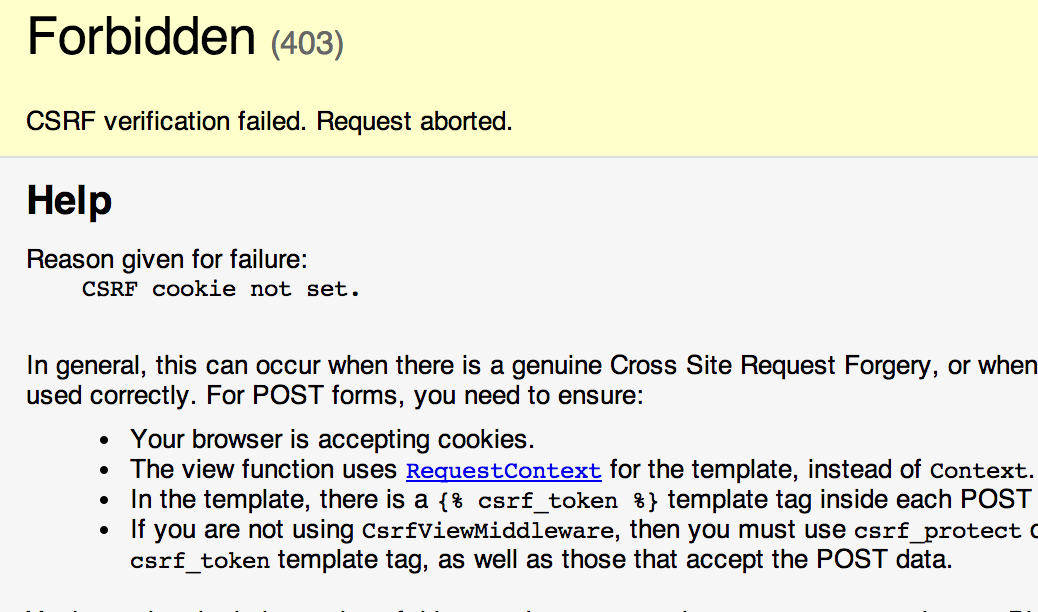 Forbidden (403)
CSRF verification failed. Request aborted.
Help
Reason given for failure:
CSRF cookie not set.
In general, this can occur when there is a genuine Cross Site Request Forgery, or when
used correctly. For POST forms, you need to ensure:
• Your browser is accepting cookies.
• The view function uses RequestContext for the template, instead of Context.
• In the template, there is a {% csrf_token %} template tag inside each POST
• If you are not using CsrfViewMiddleware, then you must use csrf_protect
csrf_token template tag, as well as those that accept the POST data.